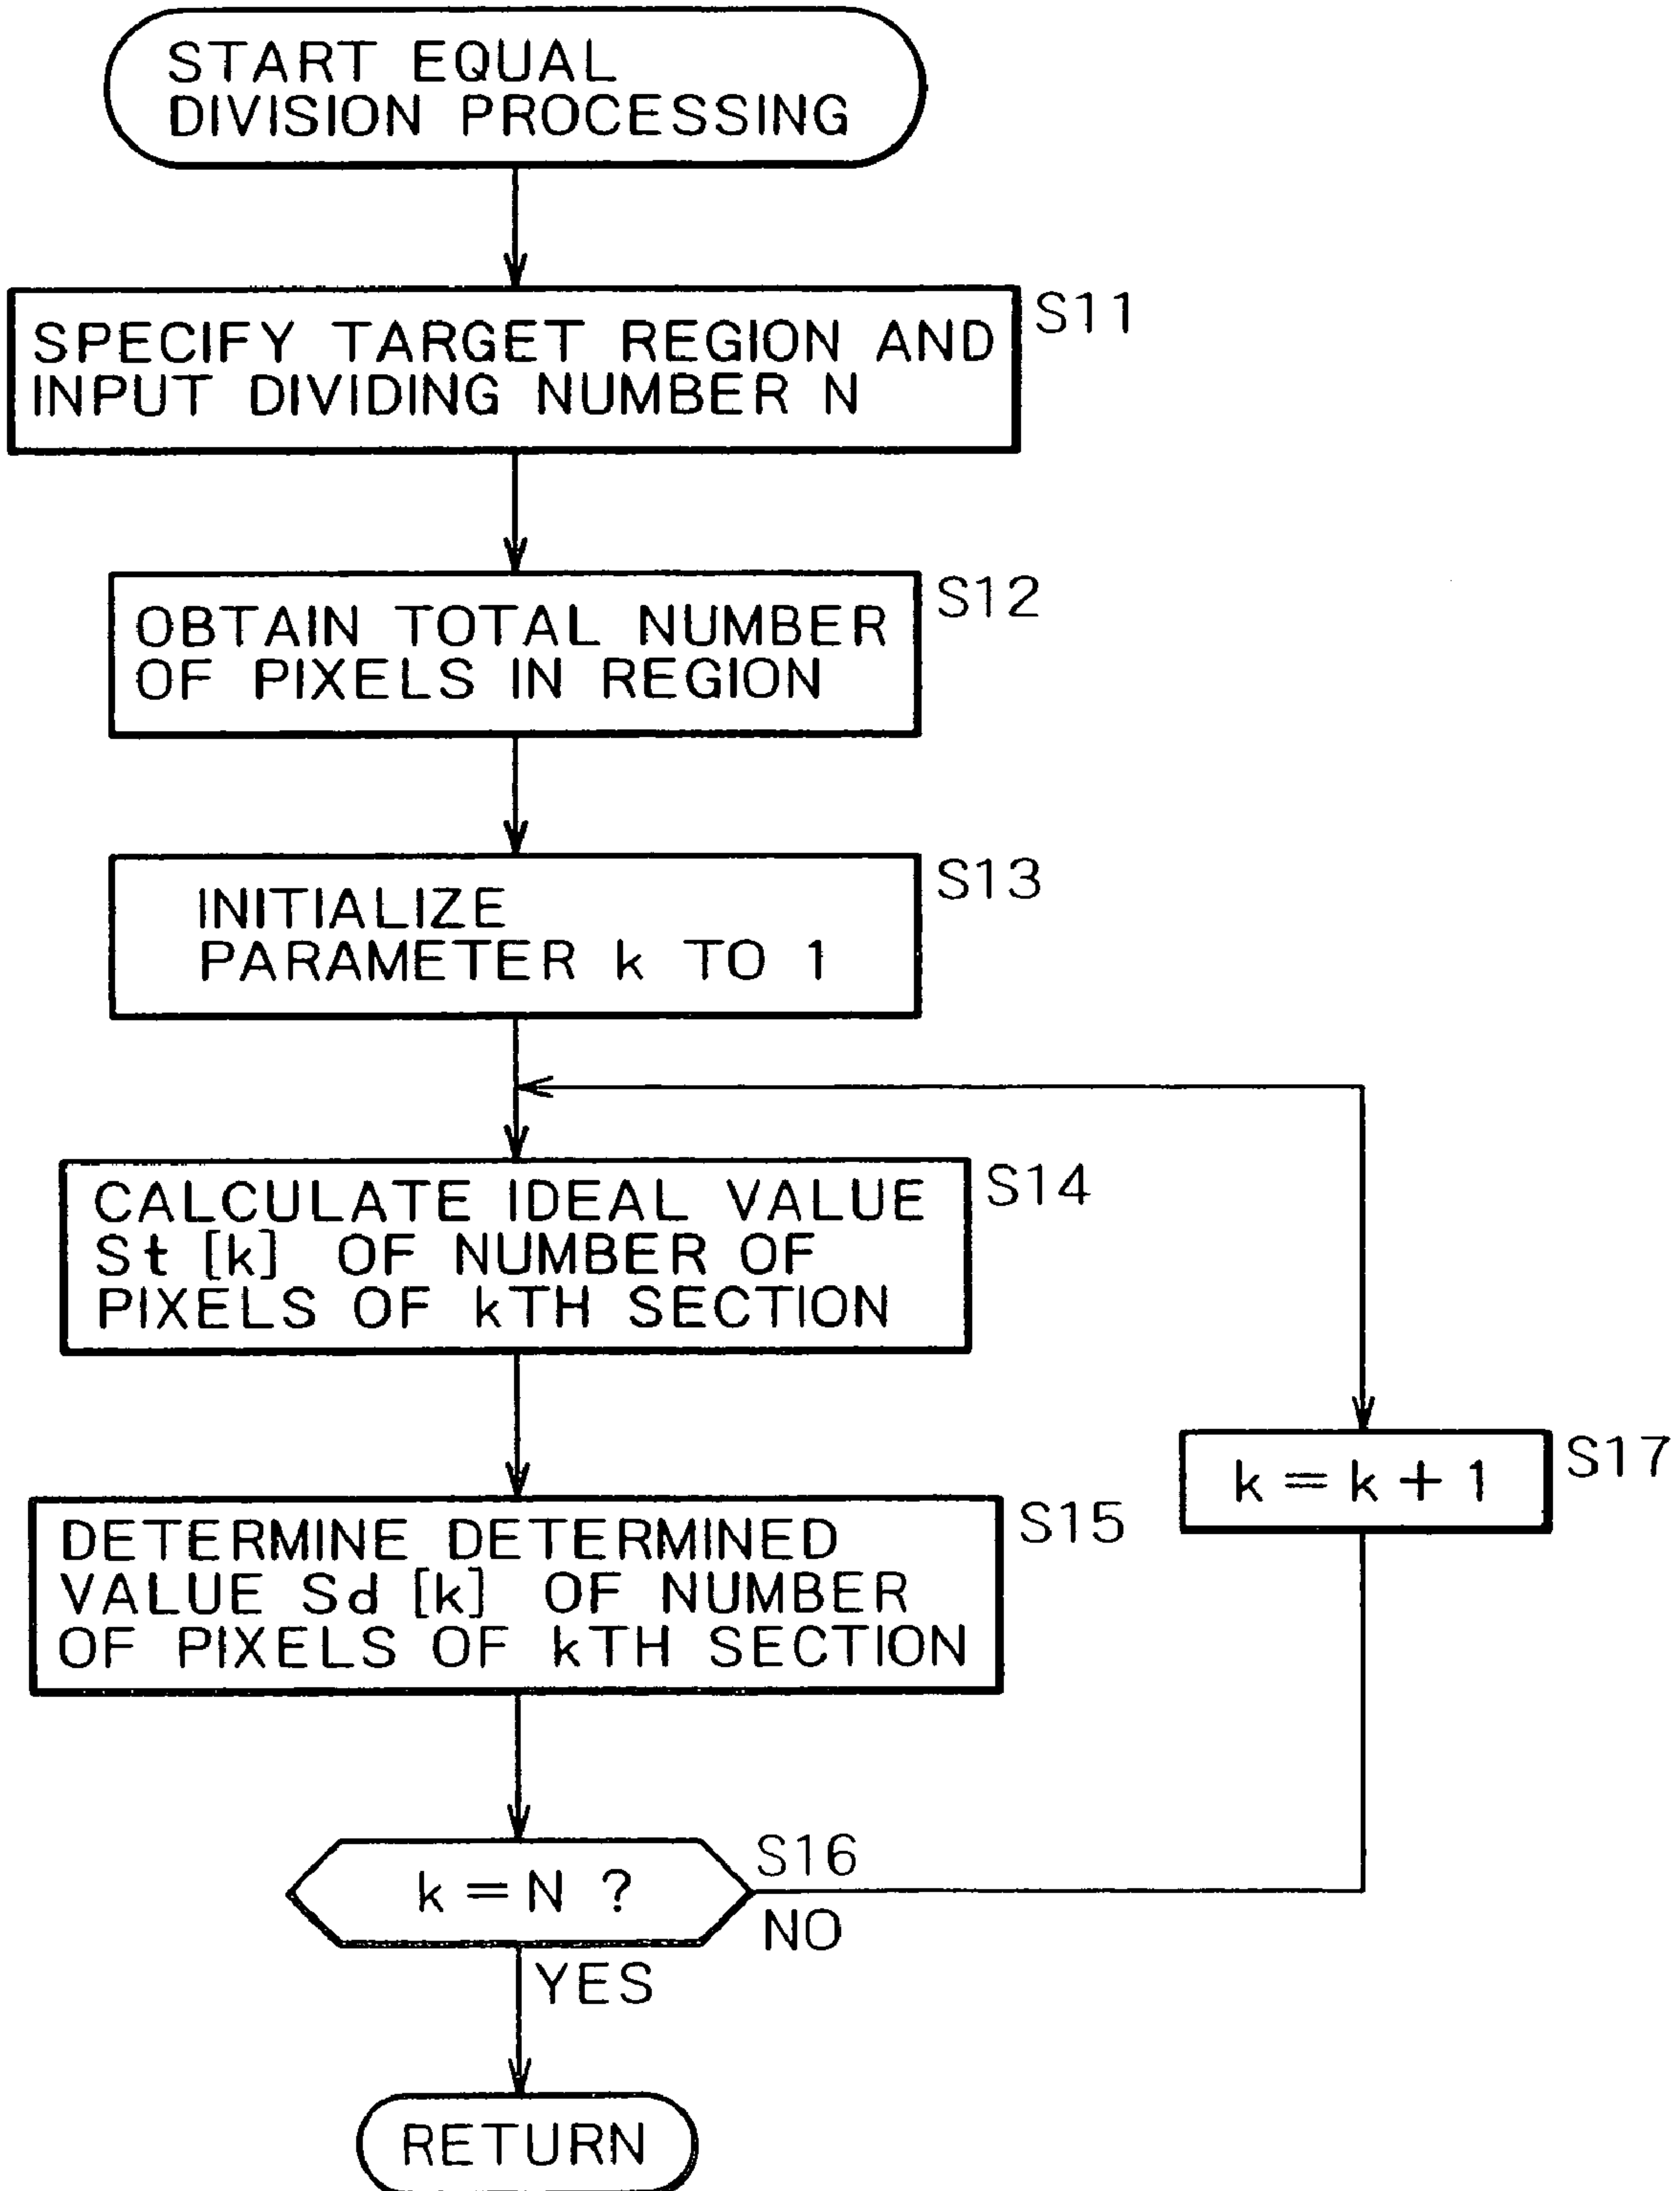 START EQUAL
DIVISION PROCESSING
SPECIFY TARGET REGION AND
INPUT DIVIDING NUMBER N
S11
OBTAIN TOTAL NUMBER
OF PIXELS IN REGION
S12
INITIALIZE
PARAMETER k TO 1
S13
CALCULATE IDEAL VALUE
St [k] OF NUMBER OF
PIXELS OF kTH SECTION
S14
k = k + 1
S17
DETERMINE DETERMINED
VALUE Sd [k] OF NUMBER
OF PIXELS OF kTH SECTION
S15
k = N ?
S16
NO
YES
RETURN